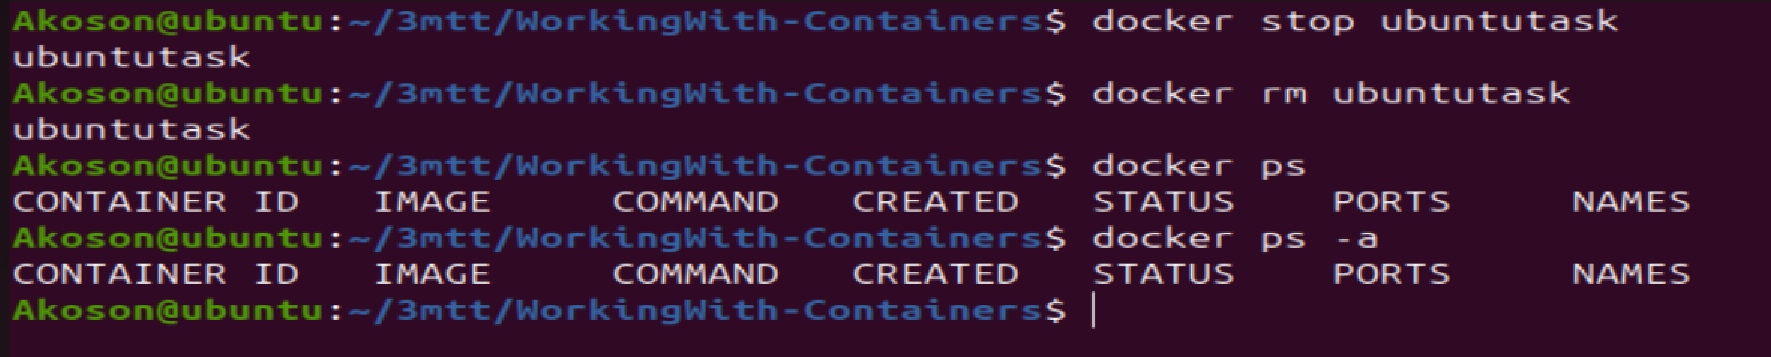 Akoson@ubuntu:~/3mtt/WorkingWith-Containers$ docker stop ubuntutask
ubuntutask
Akoson@ubuntu:~/3mtt/WorkingWith-Containers$ docker rm ubuntutask
ubuntutask
Akoson@ubuntu:~/3mtt/WorkingWith-Containers$ docker ps
CONTAINER ID   IMAGE     COMMAND   CREATED   STATUS    PORTS     NAMES
Akoson@ubuntu:~/3mtt/WorkingWith-Containers$ docker ps -a
CONTAINER ID   IMAGE     COMMAND   CREATED   STATUS    PORTS     NAMES
Akoson@ubuntu:~/3mtt/WorkingWith-Containers$